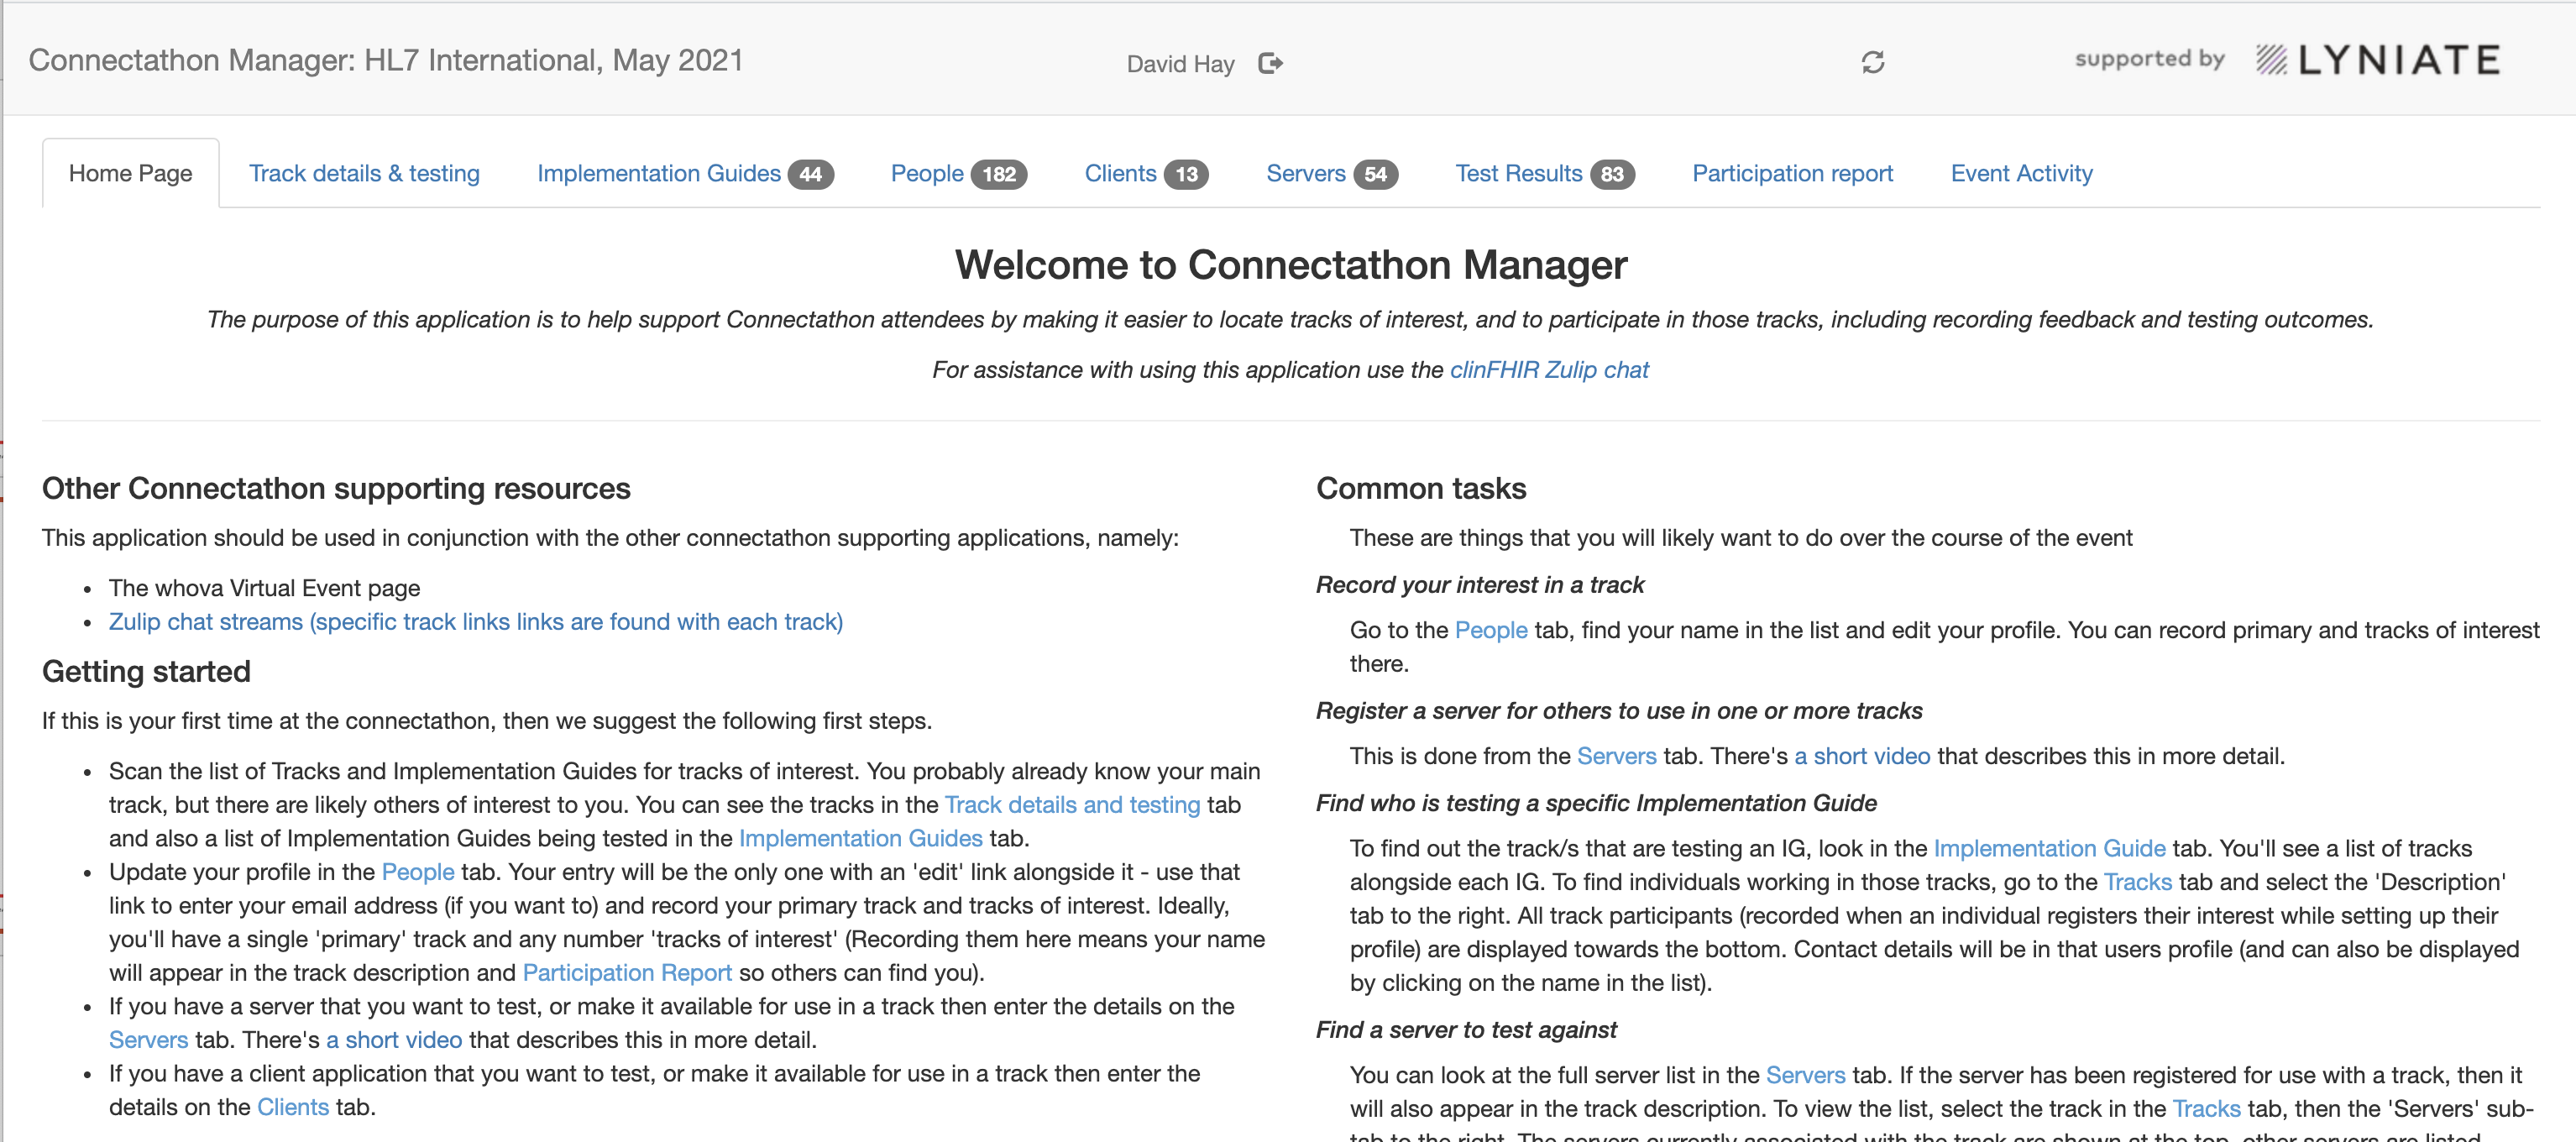 Connectathon Manager: HL7 International, May 2021
David Hay
supported by LYNIATE
Home Page
Track details & testing
Implementation Guides 44
People 182
Clients 13
Servers 54
Test Results 83
Participation report
Event Activity
Welcome to Connectathon Manager
The purpose of this application is to help support Connectathon attendees by making it easier to locate tracks of interest, and to participate in those tracks, including recording feedback and testing outcomes.
For assistance with using this application use the clinFHIR Zulip chat
Other Connectathon supporting resources
This application should be used in conjunction with the other connectathon supporting applications, namely:
• The whova Virtual Event page
• Zulip chat streams (specific track links links are found with each track)
Getting started
If this is your first time at the connectathon, then we suggest the following first steps.
• Scan the list of Tracks and Implementation Guides for tracks of interest. You probably already know your main
track, but there are likely others of interest to you. You can see the tracks in the Track details and testing tab
and also a list of Implementation Guides being tested in the Implementation Guides tab.
• Update your profile in the People tab. Your entry will be the only one with an 'edit' link alongside it - use that
link to enter your email address (if you want to) and record your primary track and tracks of interest. Ideally,
you'll have a single 'primary' track and any number 'tracks of interest' (Recording them here means your name
will appear in the track description and Participation Report so others can find you).
• If you have a server that you want to test, or make it available for use in a track then enter the details on the
Servers tab. There's a short video that describes this in more detail.
• If you have a client application that you want to test, or make it available for use in a track then enter the
details on the Clients tab.
Common tasks
These are things that you will likely want to do over the course of the event
Record your interest in a track
Go to the People tab, find your name in the list and edit your profile. You can record primary and tracks of interest
there.
Register a server for others to use in one or more tracks
This is done from the Servers tab. There's a short video that describes this in more detail.
Find who is testing a specific Implementation Guide
To find out the track/s that are testing an IG, look in the Implementation Guide tab. You'll see a list of tracks
alongside each IG. To find individuals working in those tracks, go to the Tracks tab and select the 'Description'
tab to the right. All track participants (recorded when an individual registers their interest while setting up their
profile) are displayed towards the bottom. Contact details will be in that users profile (and can also be displayed
by clicking on the name in the list).
Find a server to test against
You can look at the full server list in the Servers tab. If the server has been registered for use with a track, then it
will also appear in the track description. To view the list, select the track in the Tracks tab, then the 'Servers' sub-
tab to the right. The servers currently associated with the track are shown at the top, other servers are listed